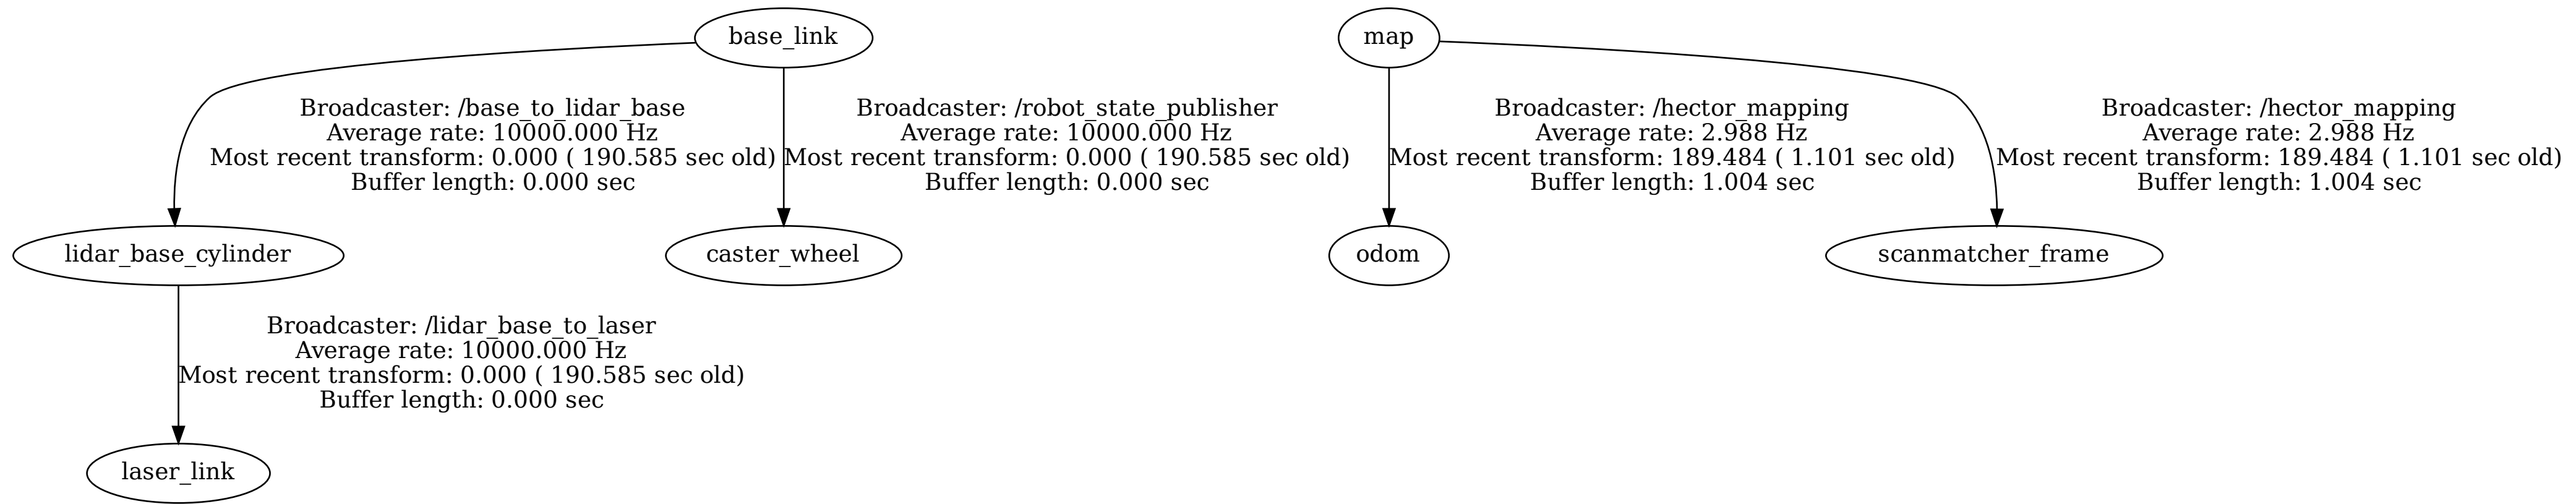 base_link
map
Broadcaster: /base_to_lidar_base
Average rate: 10000.000 Hz
Most recent transform: 0.000 ( 190.585 sec old)
Buffer length: 0.000 sec
Broadcaster: /robot_state_publisher
Average rate: 10000.000 Hz
Most recent transform: 0.000 ( 190.585 sec old)
Buffer length: 0.000 sec
Broadcaster: /hector_mapping
Average rate: 2.988 Hz
Most recent transform: 189.484 ( 1.101 sec old)
Buffer length: 1.004 sec
Broadcaster: /hector_mapping
Average rate: 2.988 Hz
Most recent transform: 189.484 ( 1.101 sec old)
Buffer length: 1.004 sec
lidar_base_cylinder
caster_wheel
odom
scanmatcher_frame
Broadcaster: /lidar_base_to_laser
Average rate: 10000.000 Hz
Most recent transform: 0.000 ( 190.585 sec old)
Buffer length: 0.000 sec
laser_link